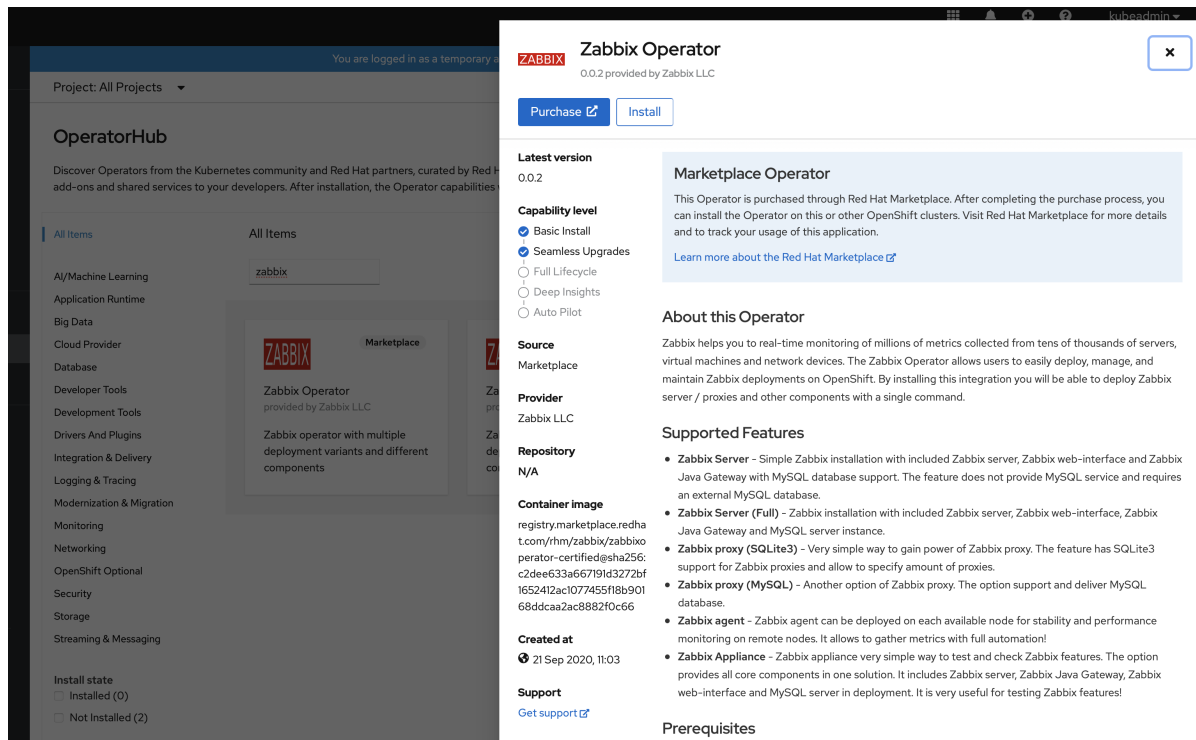 kubeadmin
You are logged in as a temporary a
Project: All Projects
OperatorHub
Discover Operators from the Kubernetes community and Red Hat partners, curated by Red H
add-ons and shared services to your developers. After installation, the Operator capabilities
All Items
AI/Machine Learning
Application Runtime
Big Data
Cloud Provider
Database
Developer Tools
Development Tools
Drivers And Plugins
Integration & Delivery
Logging & Tracing
Modernization & Migration
Monitoring
Networking
OpenShift Optional
Security
Storage
Streaming & Messaging
Install state
Installed (0)
Not Installed (2)
All Items
zabbix
ZABBIX
Marketplace
Zabbix Operator
provided by Zabbix LLC
Zabbix operator with multiple
deployment variants and different
components
Z
Za
pro
Za
de
co
ZABBIX
Zabbix Operator
0.0.2 provided by Zabbix LLC
Purchase
Install
Latest version
0.0.2
Capability level
Basic Install
Seamless Upgrades
Full Lifecycle
Deep Insights
Auto Pilot
Source
Marketplace
Provider
Zabbix LLC
Repository
N/A
Container image
registry.marketplace.redha
t.com/rhm/zabbix/zabbixo
perator-certified@sha256:
c2dee633a667191d3272bf
1652412ac1077455f18b901
68ddcaa2ac8882f0c66
Created at
21 Sep 2020, 11:03
Support
Get support
Marketplace Operator
This Operator is purchased through Red Hat Marketplace. After completing the purchase process, you
can install the Operator on this or other OpenShift clusters. Visit Red Hat Marketplace for more details
and to track your usage of this application.
Learn more about the Red Hat Marketplace
About this Operator
Zabbix helps you to real-time monitoring of millions of metrics collected from tens of thousands of servers,
virtual machines and network devices. The Zabbix Operator allows users to easily deploy, manage, and
maintain Zabbix deployments on OpenShift. By installing this integration you will be able to deploy Zabbix
server / proxies and other components with a single command.
Supported Features
• Zabbix Server - Simple Zabbix installation with included Zabbix server, Zabbix web-interface and Zabbix
Java Gateway with MySQL database support. The feature does not provide MySQL service and requires
an external MySQL database.
• Zabbix Server (Full) - Zabbix installation with included Zabbix server, Zabbix web-interface, Zabbix
Java Gateway and MySQL server instance.
• Zabbix proxy (SQLite3) - Very simple way to gain power of Zabbix proxy. The feature has SQLite3
support for Zabbix proxies and allow to specify amount of proxies.
• Zabbix proxy (MySQL) - Another option of Zabbix proxy. The option support and deliver MySQL
database.
• Zabbix agent - Zabbix agent can be deployed on each available node for stability and performance
monitoring on remote nodes. It allows to gather metrics with full automation!
• Zabbix Appliance - Zabbix appliance very simple way to test and check Zabbix features. The option
provides all core components in one solution. It includes Zabbix server, Zabbix Java Gateway, Zabbix
web-interface and MySQL server in deployment. It is very useful for testing Zabbix features!
Prerequisites